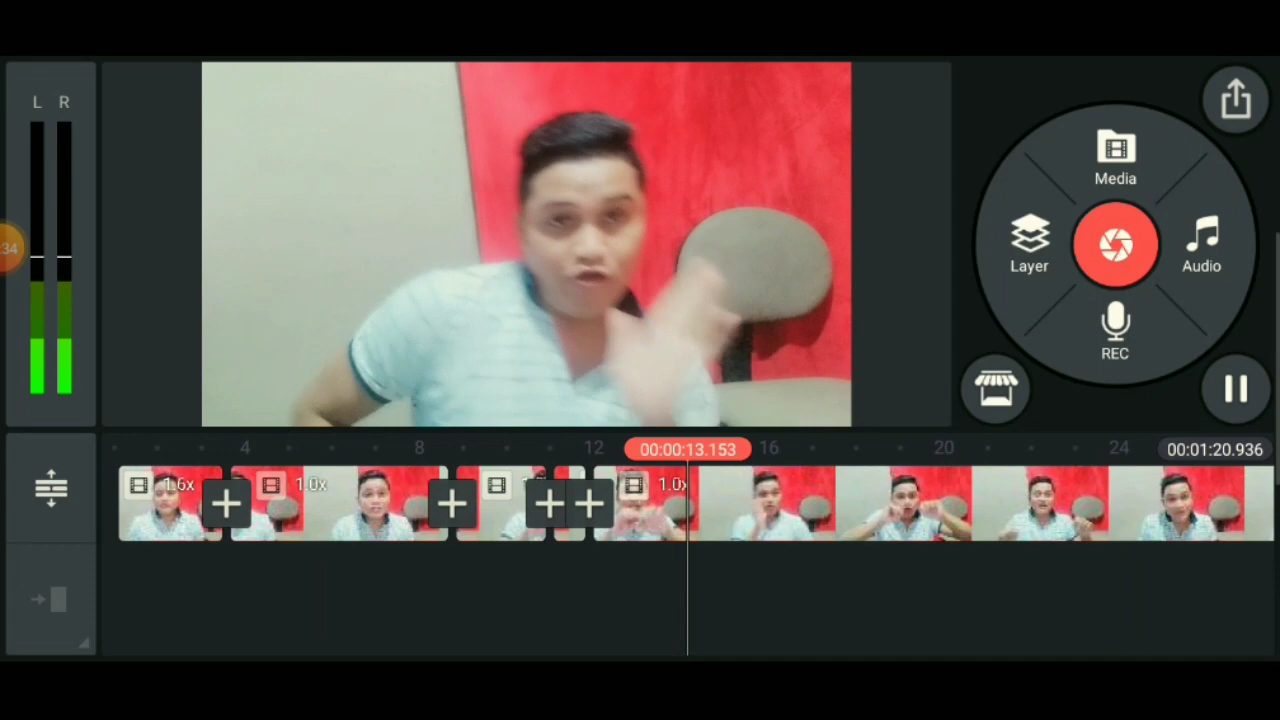 L R
Media
Layer
Audio
REC
:34
4 8 12 00:00:13.153 16 20 24 00:01:20.936
1.6x 1.0x 1.0x